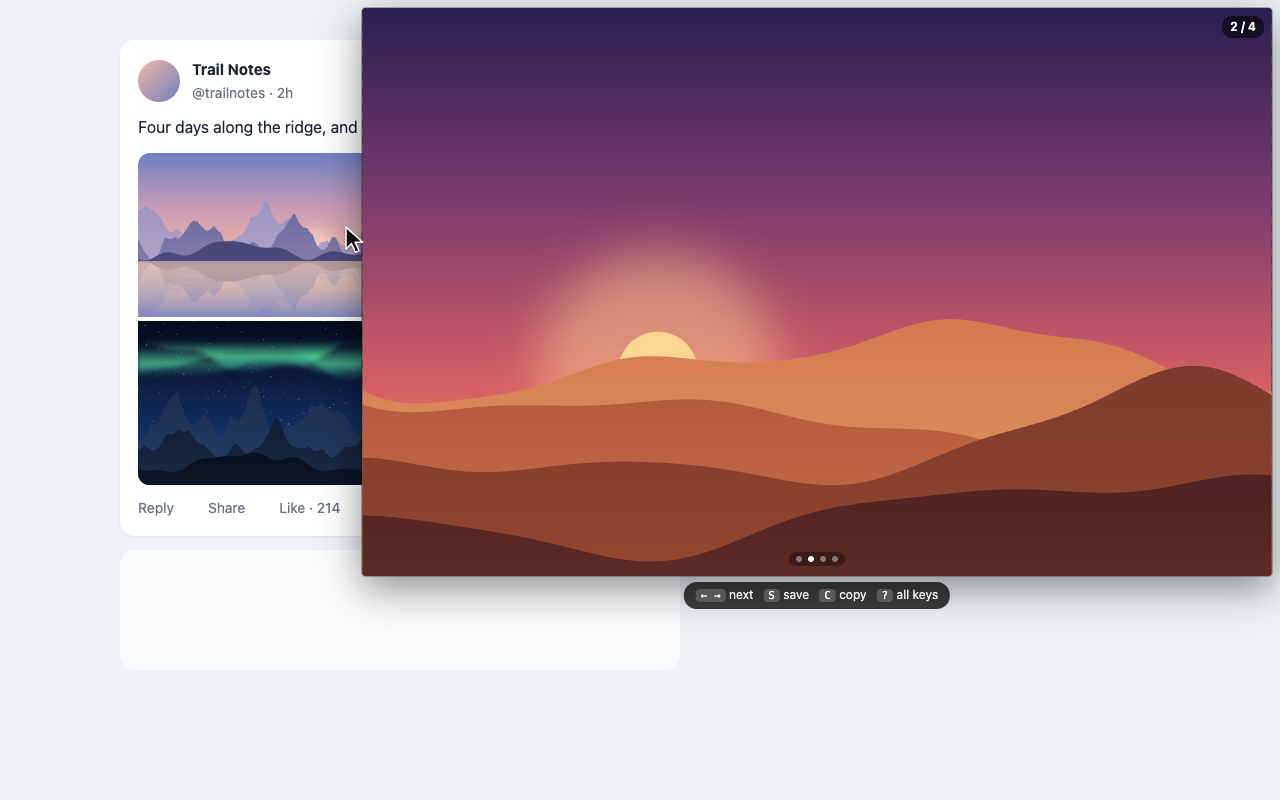 Trail Notes
@trailnotes · 2h
Four days along the ridge, and
Reply Share Like · 214
2 / 4
← → next S save C copy ? all keys